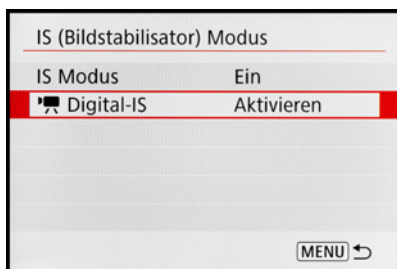 IS (Bildstabilisator) Modus
IS Modus Ein
Digital-IS Aktivieren
MENU